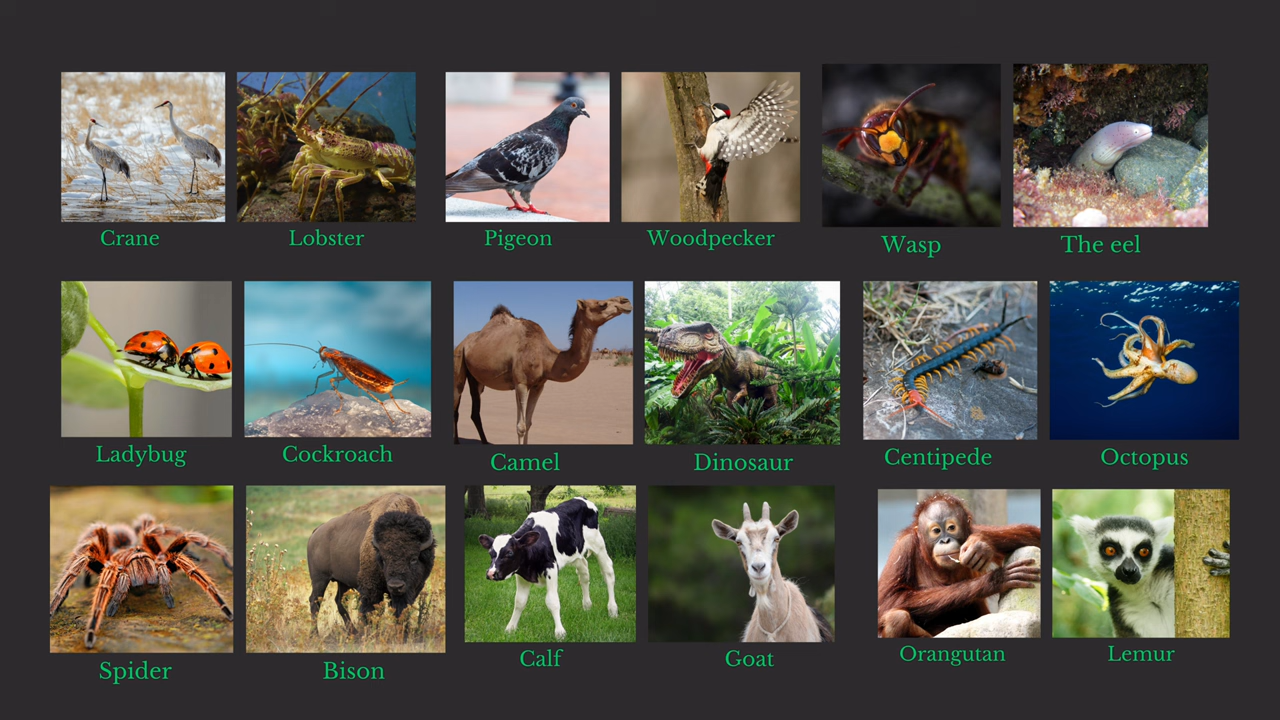 Crane
Lobster
Pigeon
Woodpecker
Wasp
The eel
Ladybug
Cockroach
Camel
Dinosaur
Centipede
Octopus
Spider
Bison
Calf
Goat
Orangutan
Lemur